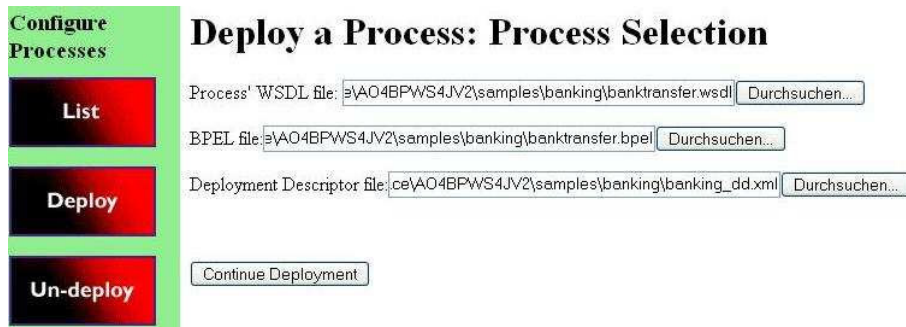 Configure
Processes
List
Deploy
Un-deploy
Deploy a Process: Process Selection
Process' WSDL file: e\AO4BPWS4JV2\samples\banking\banktransfer.wsdl Durchsuchen...
BPEL file: e\AO4BPWS4JV2\samples\banking\banktransfer.bpel Durchsuchen...
Deployment Descriptor file: ce\AO4BPWS4JV2\samples\banking\banking_dd.xml Durchsuchen...
Continue Deployment